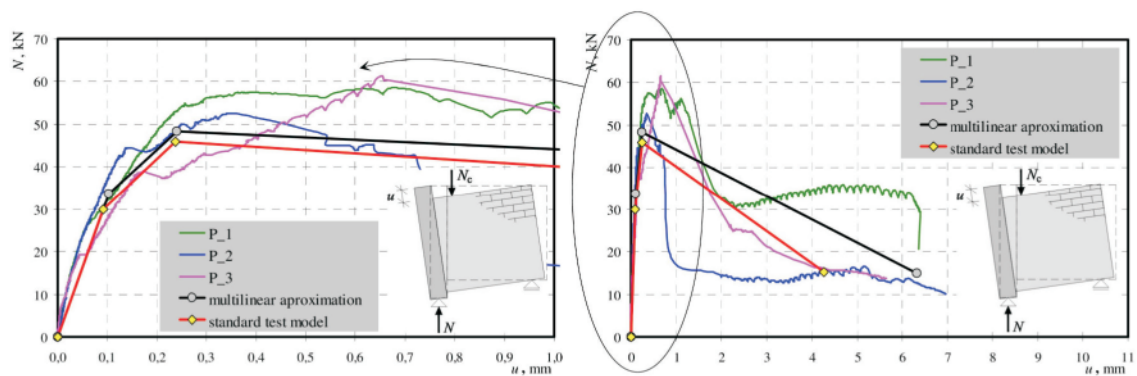 N, kN
70
60
50
40
30
20
10
0
0,0 0,1 0,2 0,3 0,4 0,5 0,6 0,7 0,8 0,9 1,0
u, mm
P_1
P_2
P_3
multilinear aproximation
standard test model
u
Nc
N
N, kN
70
60
50
40
30
20
10
0
0 1 2 3 4 5 6 7 8 9 10 11
u, mm
P_1
P_2
P_3
multilinear aproximation
standard test model
u
Nc
N